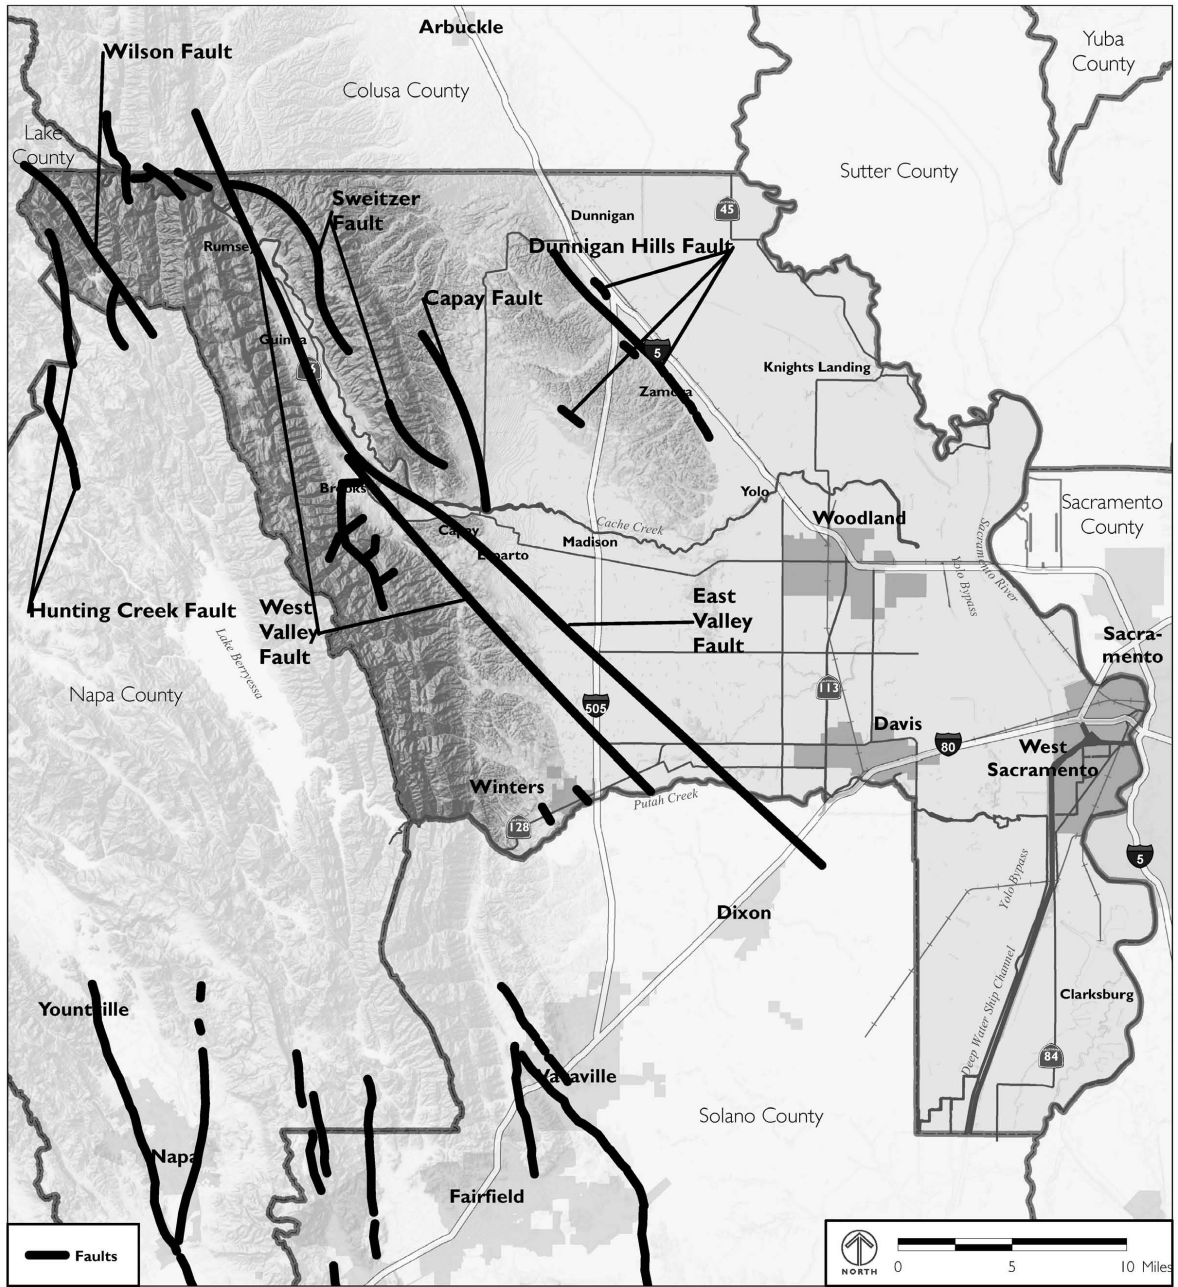 Arbuckle
Wilson Fault
Yuba
County
Colusa County
Lake
County
Sutter County
Sweitzer
Fault
45
Dunnigan
Rumsey
Dunnigan Hills Fault
Capay Fault
Guinda
5
Knights Landing
Zamora
Brooks
Yolo
Sacramento
County
Woodland
Cache Creek
Capay
Madison
Esparto
Sacramento River
Yolo Bypass
Hunting Creek Fault
West
Valley
Fault
East
Valley
Fault
Lake Berryessa
Sacra-
mento
Napa County
113
505
Davis
80
West
Sacramento
Winters
Putah Creek
128
5
Yolo Bypass
Dixon
Deep Water Ship Channel
Clarksburg
Yountville
84
Vacaville
Solano County
Napa
Fairfield
Faults
NORTH
0 5 10 Miles